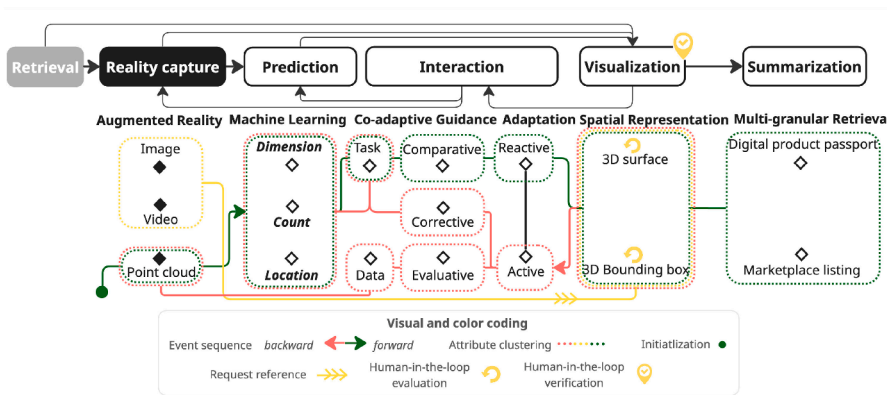 Retrieval
Reality capture
Prediction
Interaction
Visualization
Summarization
Augmented Reality
Machine Learning
Co-adaptive Guidance
Adaptation
Spatial Representation
Multi-granular Retrieva
Image
Video
Point cloud
Dimension
Count
Location
Task
Data
Comparative
Corrective
Evaluative
Reactive
Active
3D surface
3D Bounding box
Digital product passport
Marketplace listing
Visual and color coding
Event sequence
backward
forward
Attribute clustering
Initiatlization
Request reference
Human-in-the-loop
evaluation
Human-in-the-loop
verification